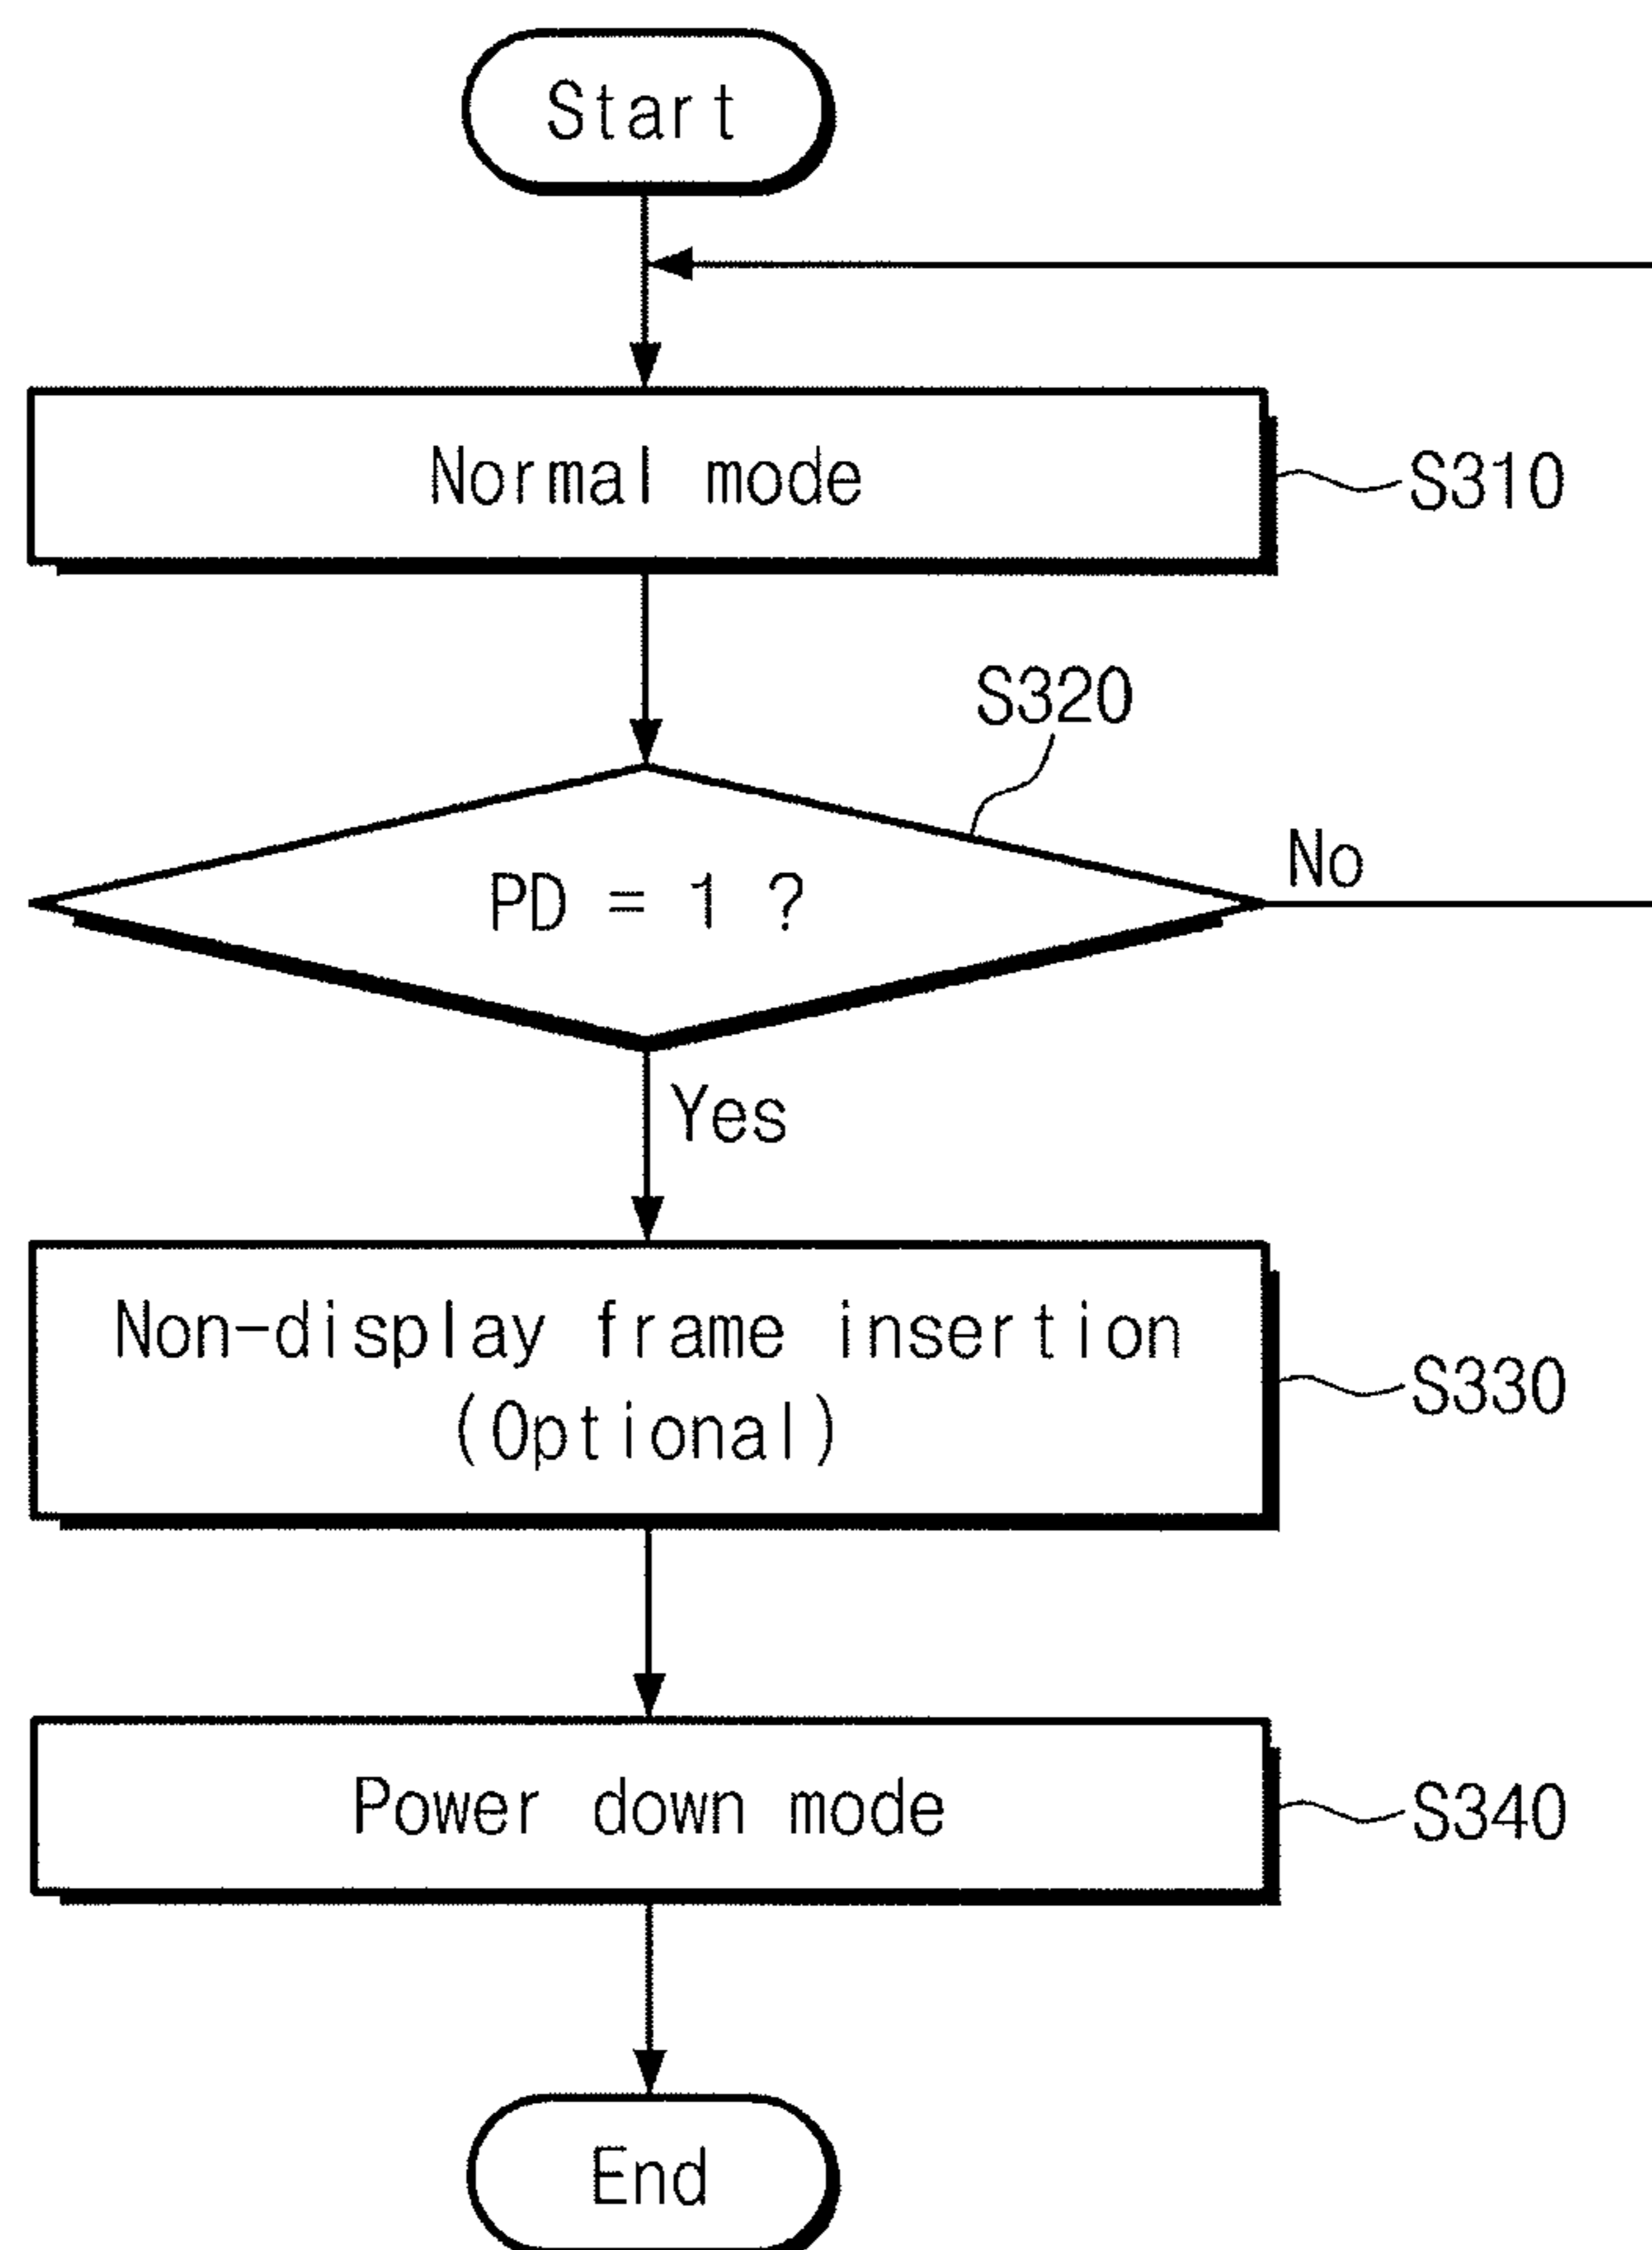 Start
Normal mode
S310
S320
PD = 1 ?
No
Yes
Non-display frame insertion
(Optional)
S330
Power down mode
S340
End